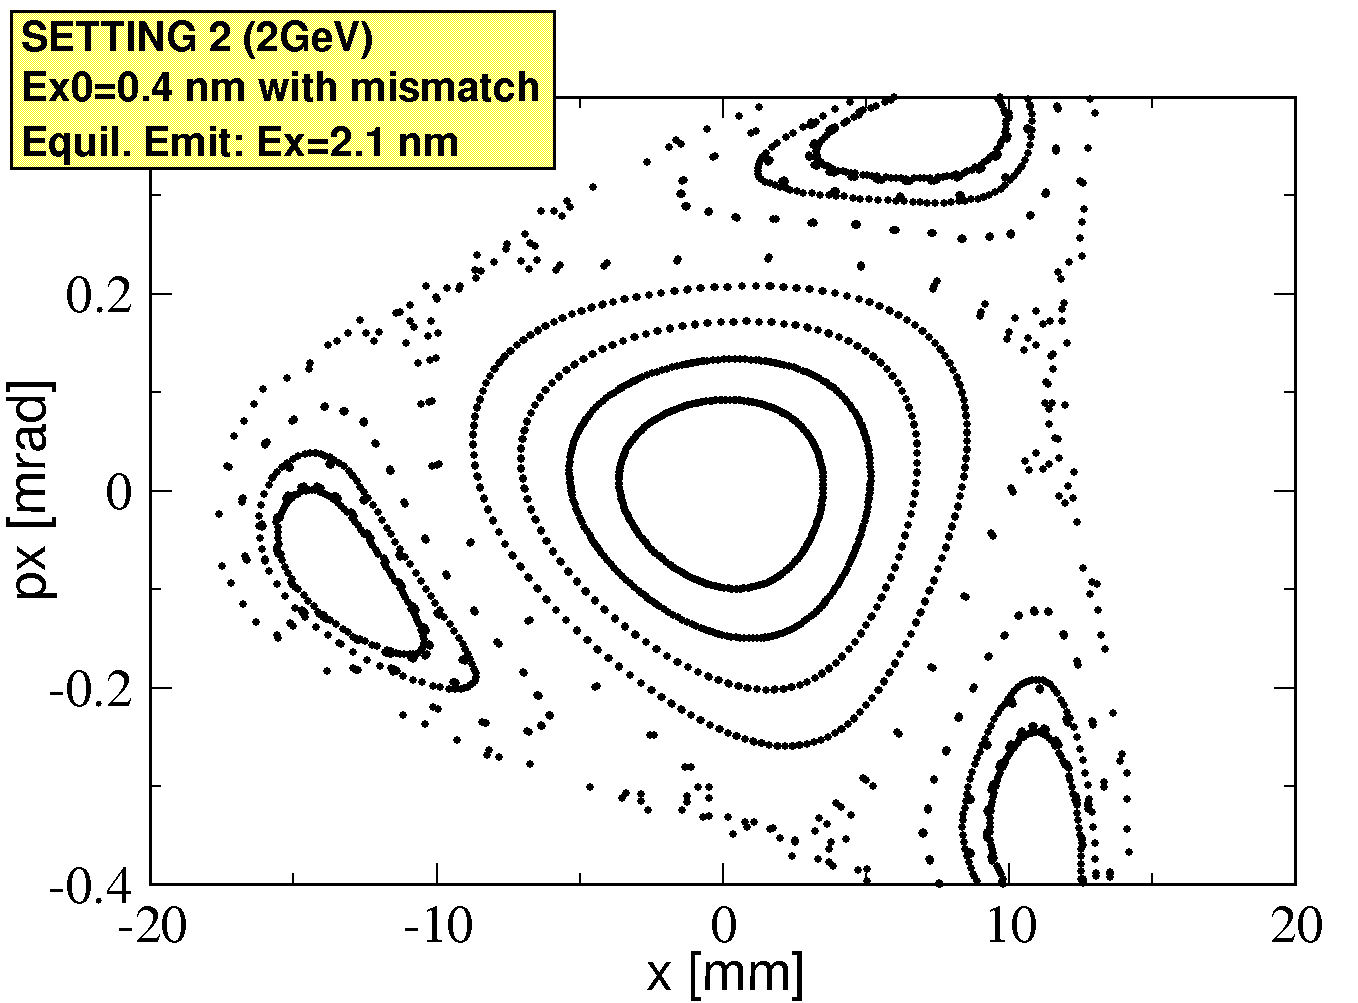 SETTING 2 (2GeV)
Ex0=0.4 nm with mismatch
Equil. Emit: Ex=2.1 nm
0.2
0
-0.2
-0.4
px [mrad]
-20
-10
0
10
20
x [mm]